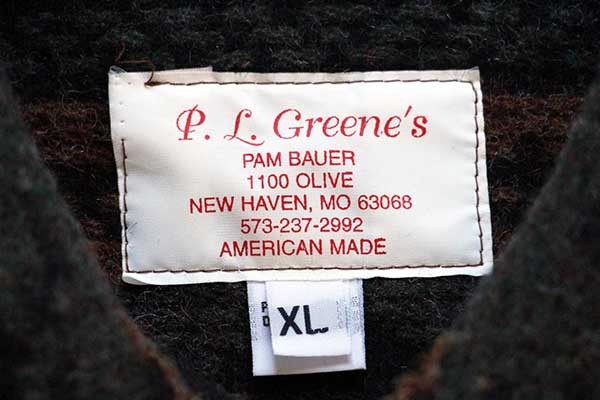 P. L. Greene's
PAM BAUER
1100 OLIVE
NEW HAVEN, MO 63068
573-237-2992
AMERICAN MADE
XL